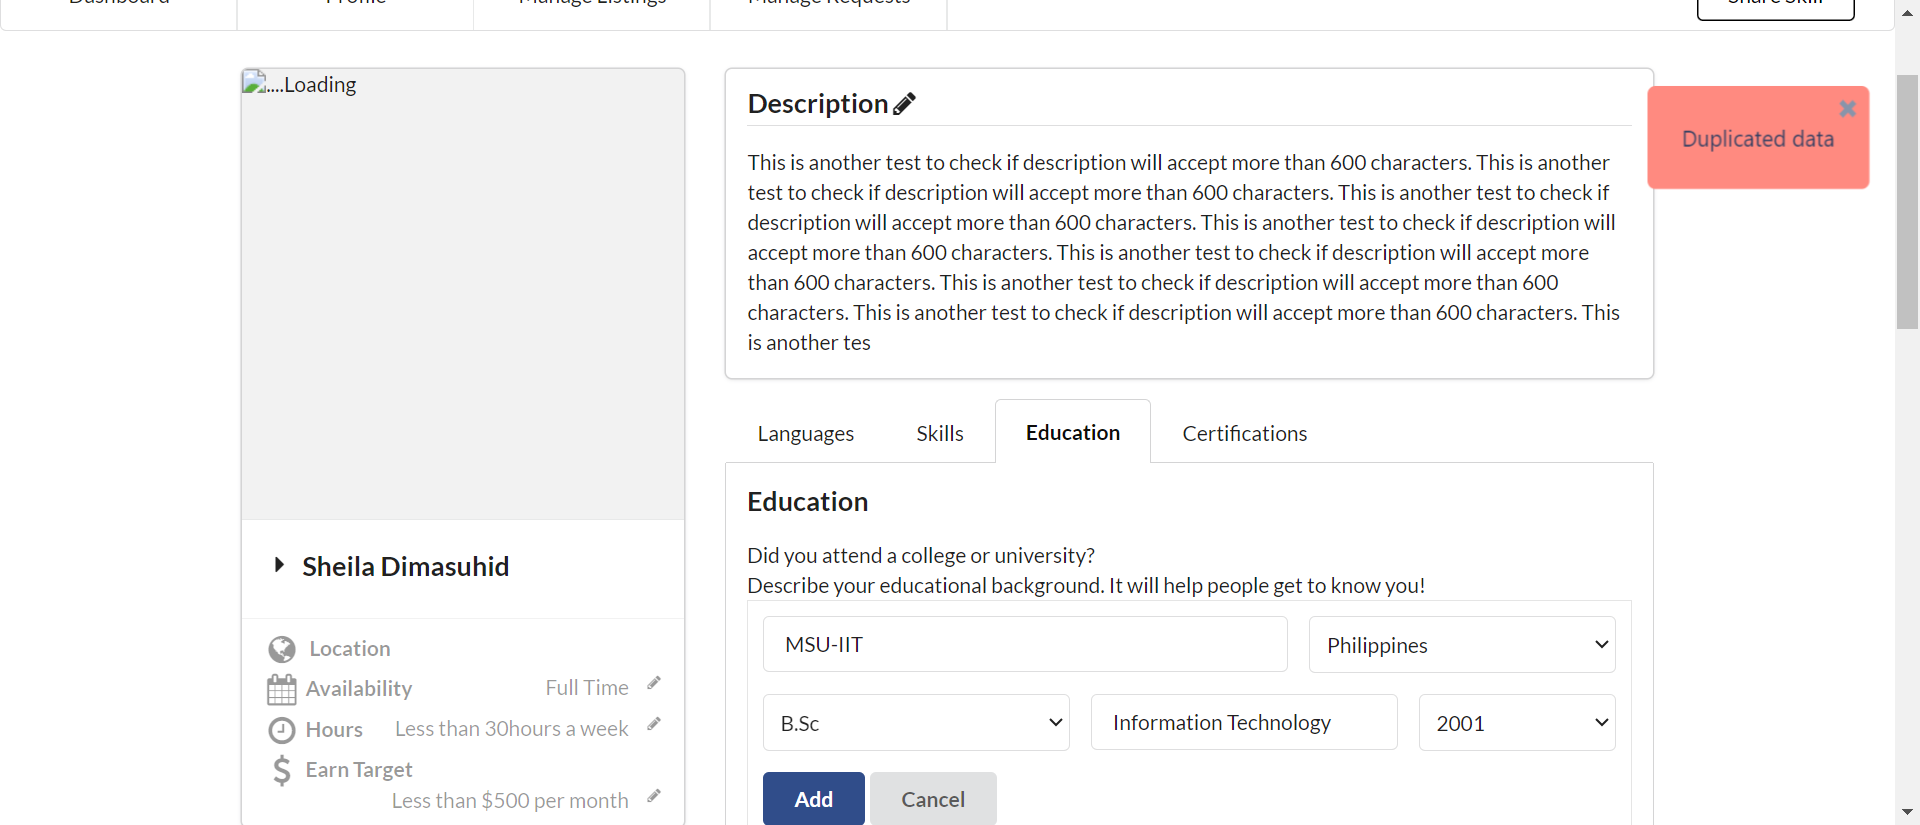 Dashboard
Profile
Manage Listings
Manage Requests
Share Skill
....Loading
Description
Duplicated data
This is another test to check if description will accept more than 600 characters. This is another
test to check if description will accept more than 600 characters. This is another test to check if
description will accept more than 600 characters. This is another test to check if description will
accept more than 600 characters. This is another test to check if description will accept more
than 600 characters. This is another test to check if description will accept more than 600
characters. This is another test to check if description will accept more than 600 characters. This
is another tes
Languages
Skills
Education
Certifications
Education
Did you attend a college or university?
Describe your educational background. It will help people get to know you!
MSU-IIT
Philippines
B.Sc
Information Technology
2001
Add
Cancel
Sheila Dimasuhid
Location
Availability
Full Time
Hours
Less than 30hours a week
Earn Target
Less than $500 per month